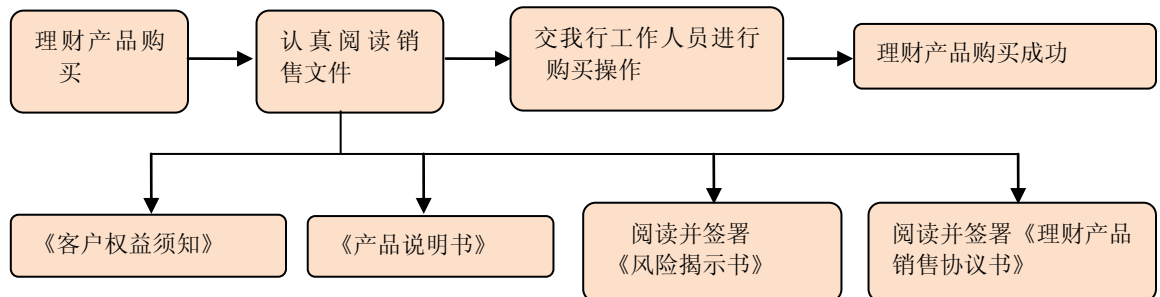 理财产品购
买
认真阅读销
售文件
交我行工作人员进行
购买操作
理财产品购买成功
《客户权益须知》
《产品说明书》
阅读并签署
《风险揭示书》
阅读并签署《理财产品
销售协议书》